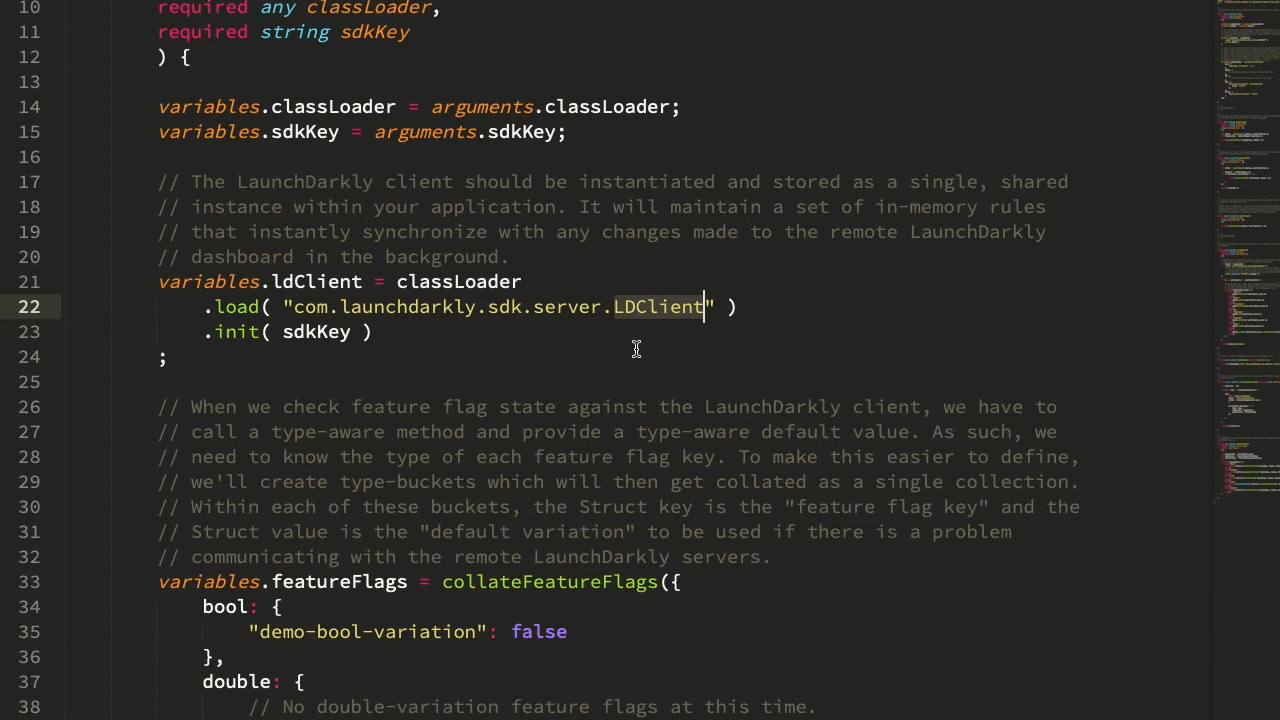 10 required any classLoader,
11 required string sdkKey
12 ) {
13
14 variables.classLoader = arguments.classLoader;
15 variables.sdkKey = arguments.sdkKey;
16
17 // The LaunchDarkly client should be instantiated and stored as a single, shared
18 // instance within your application. It will maintain a set of in-memory rules
19 // that instantly synchronize with any changes made to the remote LaunchDarkly
20 // dashboard in the background.
21 variables.ldClient = classLoader
22 .load( "com.launchdarkly.sdk.server.LDClient" )
23 .init( sdkKey )
24 ;
25
26 // When we check feature flag state against the LaunchDarkly client, we have to
27 // call a type-aware method and provide a type-aware default value. As such, we
28 // need to know the type of each feature flag key. To make this easier to define,
29 // we'll create type-buckets which will then get collated as a single collection.
30 // Within each of these buckets, the Struct key is the "feature flag key" and the
31 // Struct value is the "default variation" to be used if there is a problem
32 // communicating with the remote LaunchDarkly servers.
33 variables.featureFlags = collateFeatureFlags({
34 bool: {
35 "demo-bool-variation": false
36 },
37 double: {
38 // No double-variation feature flags at this time.